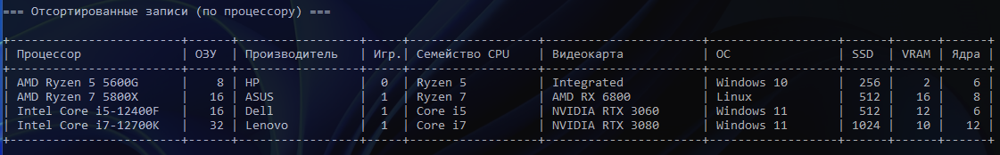 === Отсортированные записи (по процессору) ===
+------------------------+------+-----------------+-----+------------------+----------------------+------------------+------+------+------+
| Процессор | ОЗУ | Производитель | Игр.| Семейство CPU | Видеокарта | ОС | SSD | VRAM | Ядра |
+------------------------+------+-----------------+-----+------------------+----------------------+------------------+------+------+------+
| AMD Ryzen 5 5600G | 8 | HP | 0 | Ryzen 5 | Integrated | Windows 10 | 256 | 2 | 6 |
| AMD Ryzen 7 5800X | 16 | ASUS | 1 | Ryzen 7 | AMD RX 6800 | Linux | 512 | 16 | 8 |
| Intel Core i5-12400F | 16 | Dell | 1 | Core i5 | NVIDIA RTX 3060 | Windows 11 | 512 | 12 | 6 |
| Intel Core i7-12700K | 32 | Lenovo | 1 | Core i7 | NVIDIA RTX 3080 | Windows 11 | 1024 | 10 | 12 |
+------------------------+------+-----------------+-----+------------------+----------------------+------------------+------+------+------+